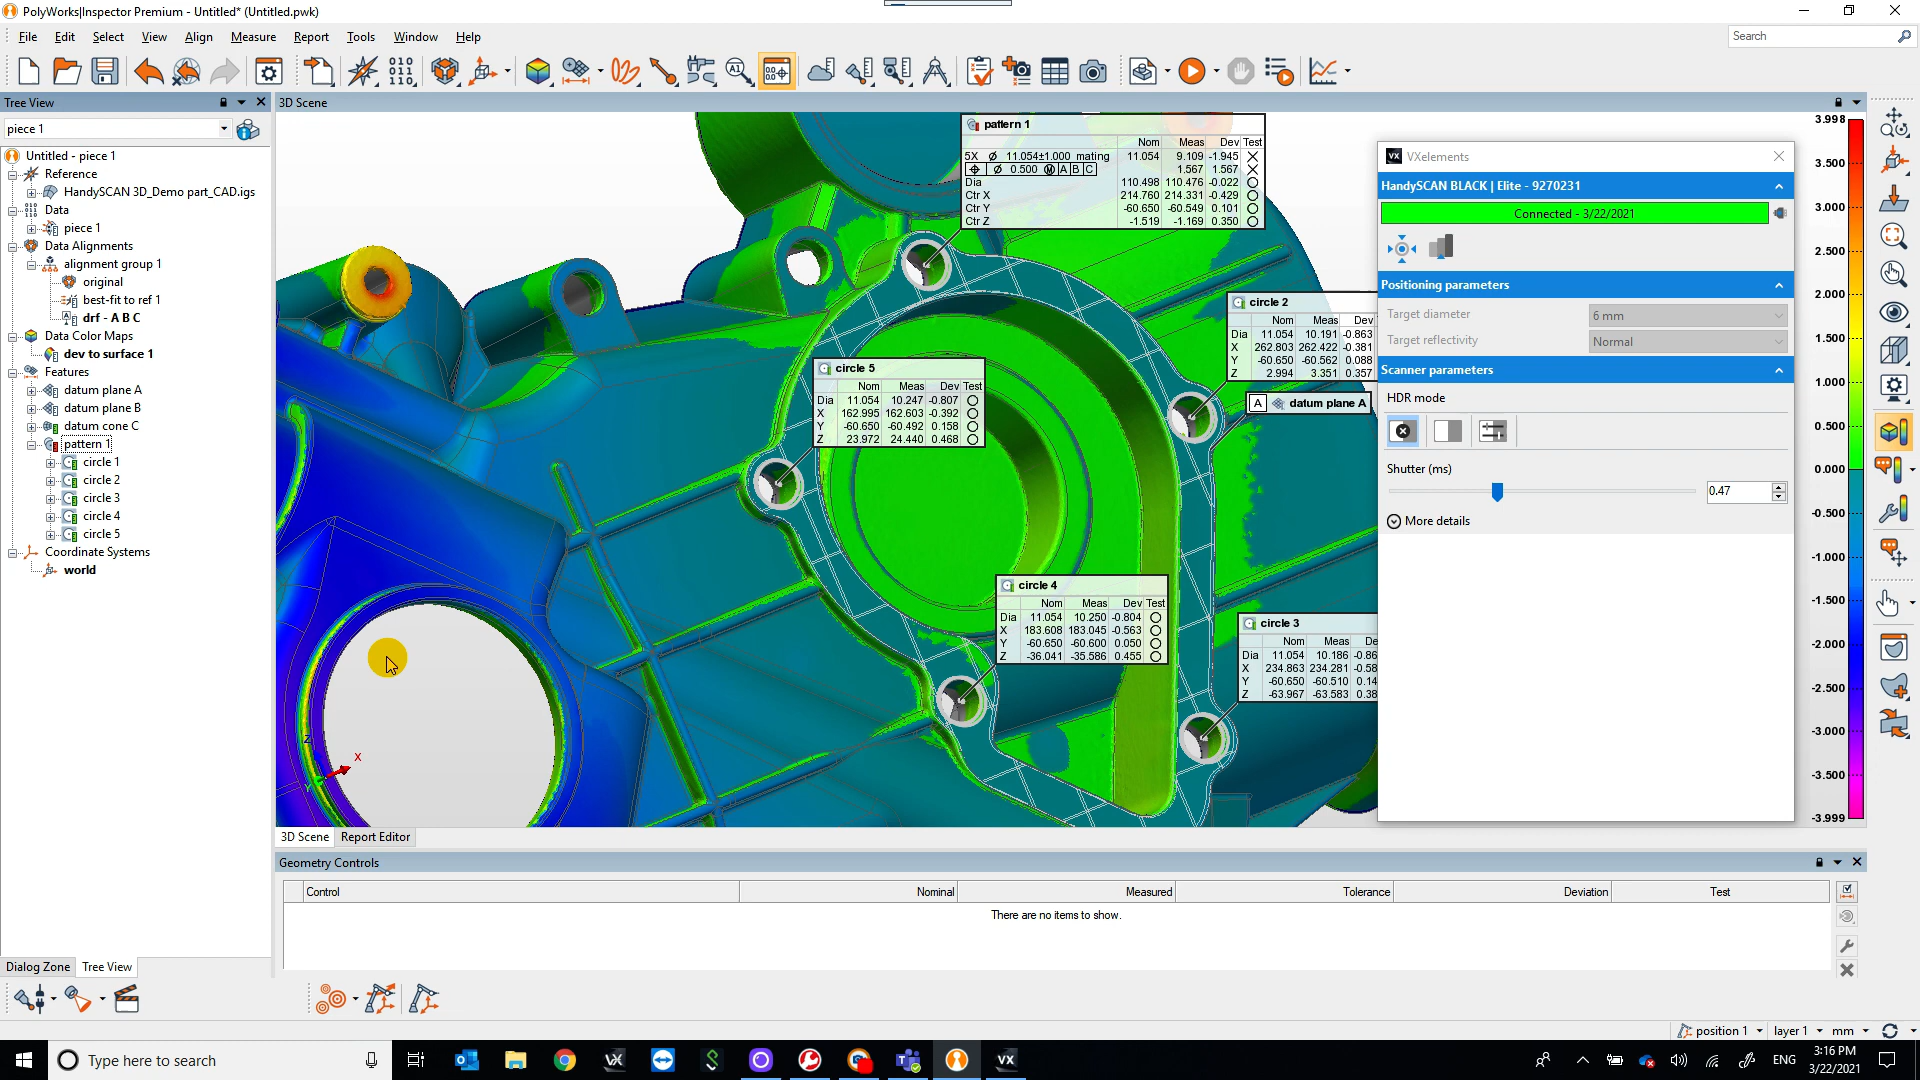 PolyWorks|Inspector Premium - Untitled* (Untitled.pwk)
File Edit Select View Align Measure Report Tools Window Help
Search
Tree View
3D Scene
piece 1
Untitled - piece 1
Reference
HandySCAN 3D_Demo part_CAD.igs
Data
piece 1
Data Alignments
alignment group 1
original
best-fit to ref 1
drf - A B C
Data Color Maps
dev to surface 1
Features
datum plane A
datum plane B
datum cone C
pattern 1
circle 1
circle 2
circle 3
circle 4
circle 5
Coordinate Systems
world
Dialog Zone Tree View
pattern 1
Nom Meas Dev Test
5X Ø 11.054±1.000 mating 11.054 9.109 -1.945
Ø 0.500 Ⓜ A B C 1.567 1.567
Dia 110.498 110.476 -0.022
Ctr X 214.760 214.331 -0.429
Ctr Y -60.650 -60.549 0.101
Ctr Z -1.519 -1.169 0.350
circle 2
Nom Meas Dev
Dia 11.054 10.191 -0.863
X 262.803 262.422 -0.381
Y -60.650 -60.562 0.088
Z 2.994 3.351 0.357
A datum plane A
circle 5
Nom Meas Dev Test
Dia 11.054 10.247 -0.807
X 162.995 162.603 -0.392
Y -60.650 -60.492 0.158
Z 23.972 24.440 0.468
circle 4
Nom Meas Dev Test
Dia 11.054 10.250 -0.804
X 183.608 183.045 -0.563
Y -60.650 -60.600 0.050
Z -36.041 -35.586 0.455
circle 3
Nom Meas De
Dia 11.054 10.186 -0.86
X 234.863 234.281 -0.58
Y -60.650 -60.510 0.14
Z -63.967 -63.583 0.38
Z
X
Y
VXelements
HandySCAN BLACK | Elite - 9270231
Connected - 3/22/2021
Positioning parameters
Target diameter 6 mm
Target reflectivity Normal
Scanner parameters
HDR mode
Shutter (ms)
0.47
More details
3.998
3.500
3.000
2.500
2.000
1.500
1.000
0.500
0.000
-0.500
-1.000
-1.500
-2.000
-2.500
-3.000
-3.500
-3.999
3D Scene Report Editor
Geometry Controls
Control Nominal Measured Tolerance Deviation Test
There are no items to show.
position 1 layer 1 mm
Type here to search
ENG
3:16 PM
3/22/2021